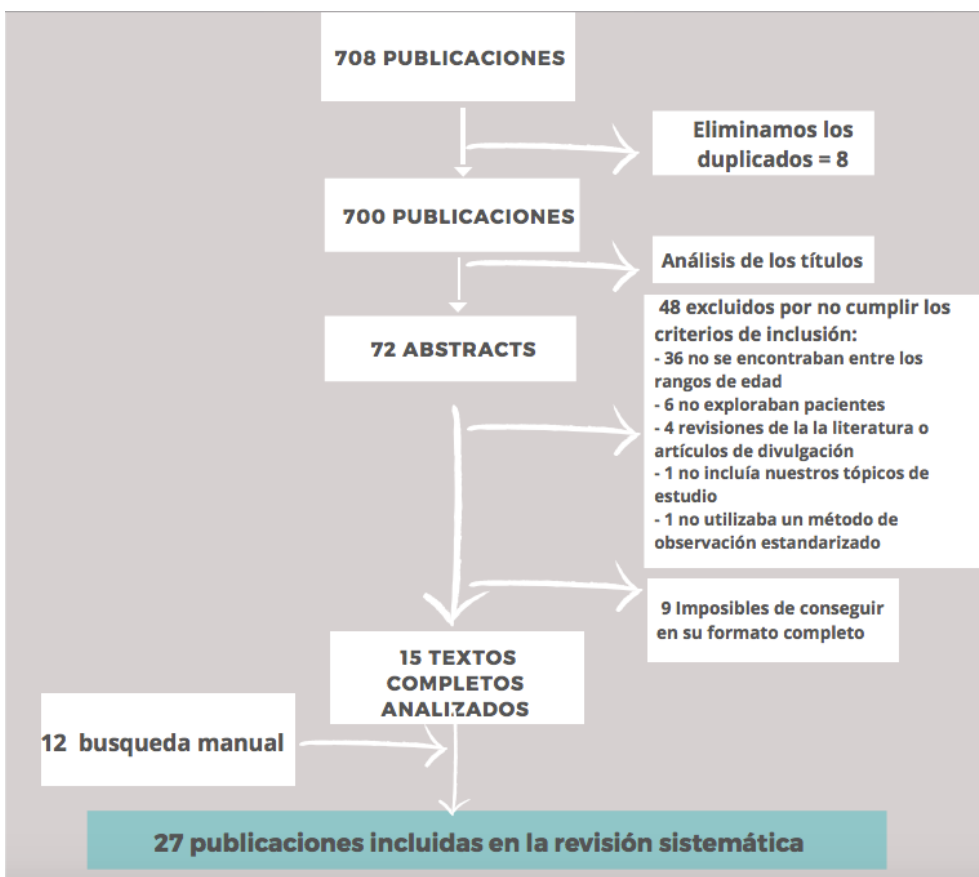 708 PUBLICACIONES
Eliminamos los
duplicados = 8
700 PUBLICACIONES
Análisis de los títulos
72 ABSTRACTS
48 excluidos por no cumplir los
criterios de inclusión:
- 36 no se encontraban entre los
rangos de edad
- 6 no exploraban pacientes
- 4 revisiones de la la literatura o
artículos de divulgación
- 1 no incluía nuestros tópicos de
estudio
- 1 no utilizaba un método de
observación estandarizado
9 Imposibles de conseguir
en su formato completo
15 TEXTOS
COMPLETOS
ANALIZADOS
12 busqueda manual
27 publicaciones incluidas en la revisión sistemática